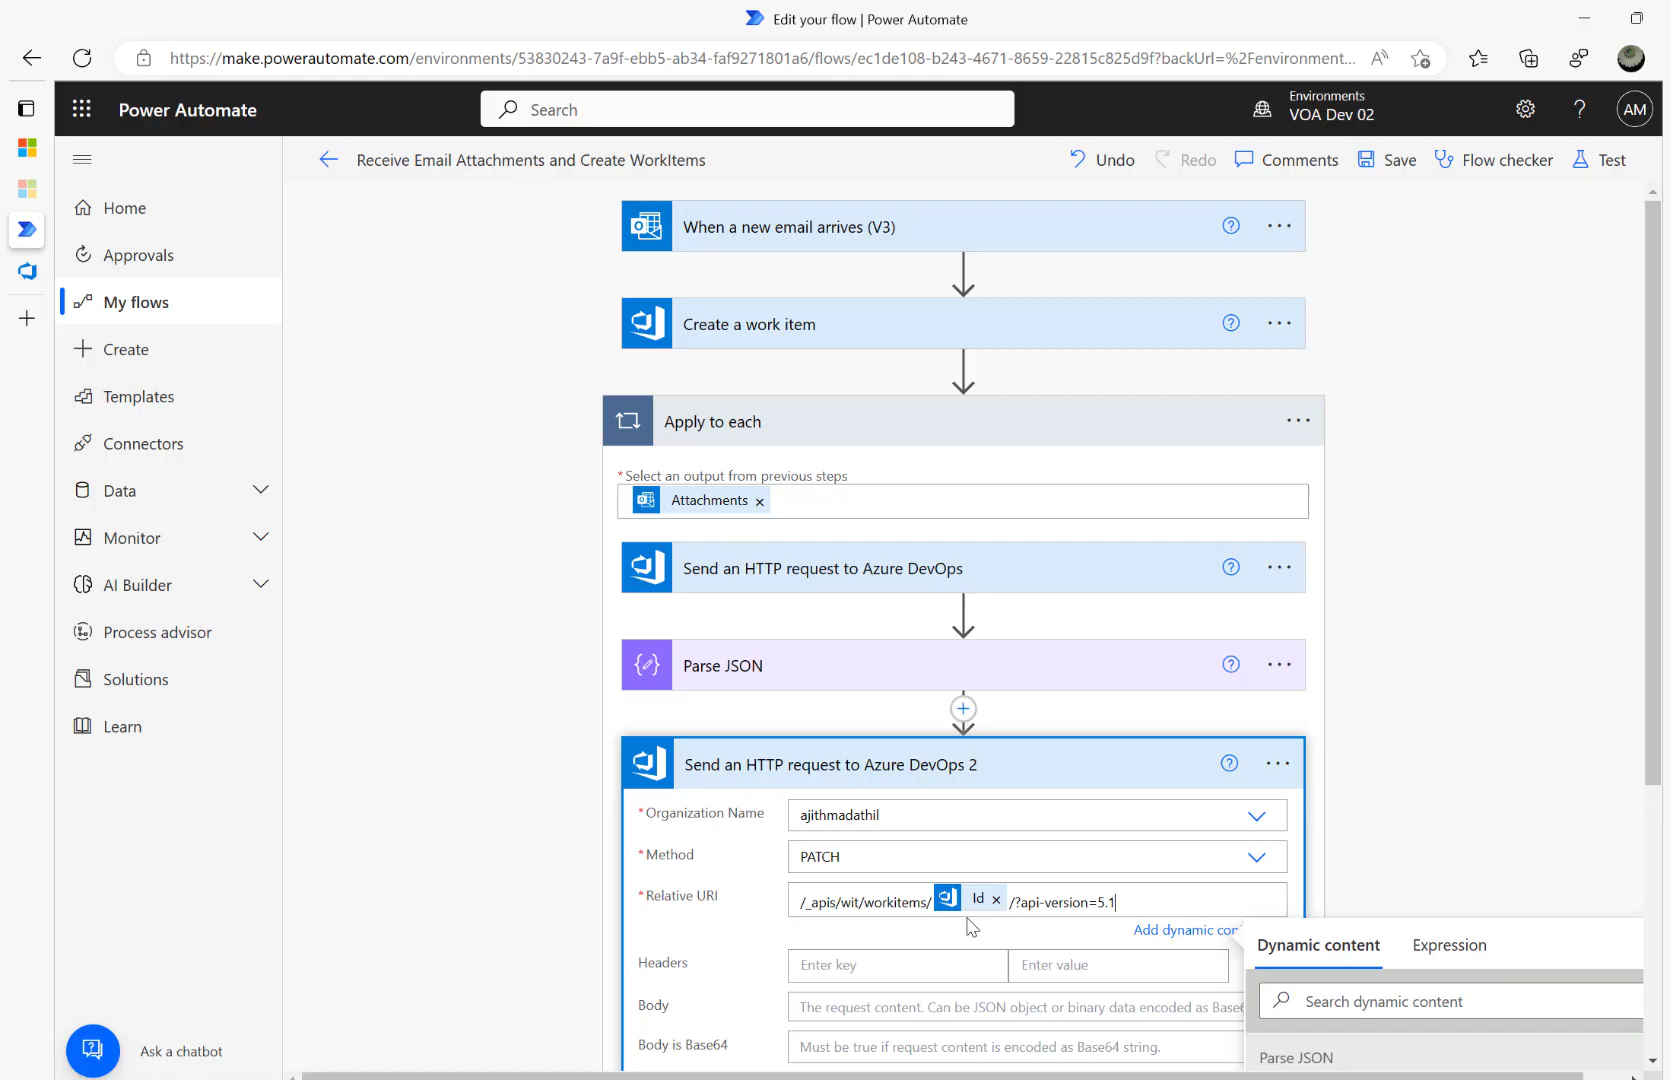 Edit your flow | Power Automate
https://make.powerautomate.com/environments/53830243-7a9f-ebb5-ab34-faf9271801a6/flows/ec1de108-b243-4671-8659-22815c825d9f?backUrl=%2Fenvironment...
Power Automate
Search
Environments
VOA Dev 02
AM
Receive Email Attachments and Create WorkItems
Undo
Redo
Comments
Save
Flow checker
Test
Home
Approvals
My flows
Create
Templates
Connectors
Data
Monitor
AI Builder
Process advisor
Solutions
Learn
Ask a chatbot
When a new email arrives (V3)
Create a work item
Apply to each
*Select an output from previous steps
Attachments ×
Send an HTTP request to Azure DevOps
Parse JSON
Send an HTTP request to Azure DevOps 2
*Organization Name
ajithmadathil
*Method
PATCH
*Relative URI
/_apis/wit/workitems/ Id × /?api-version=5.1
Add dynamic con
Headers
Enter key
Enter value
Body
The request content. Can be JSON object or binary data encoded as Base6
Body is Base64
Must be true if request content is encoded as Base64 string.
Dynamic content
Expression
Search dynamic content
Parse JSON